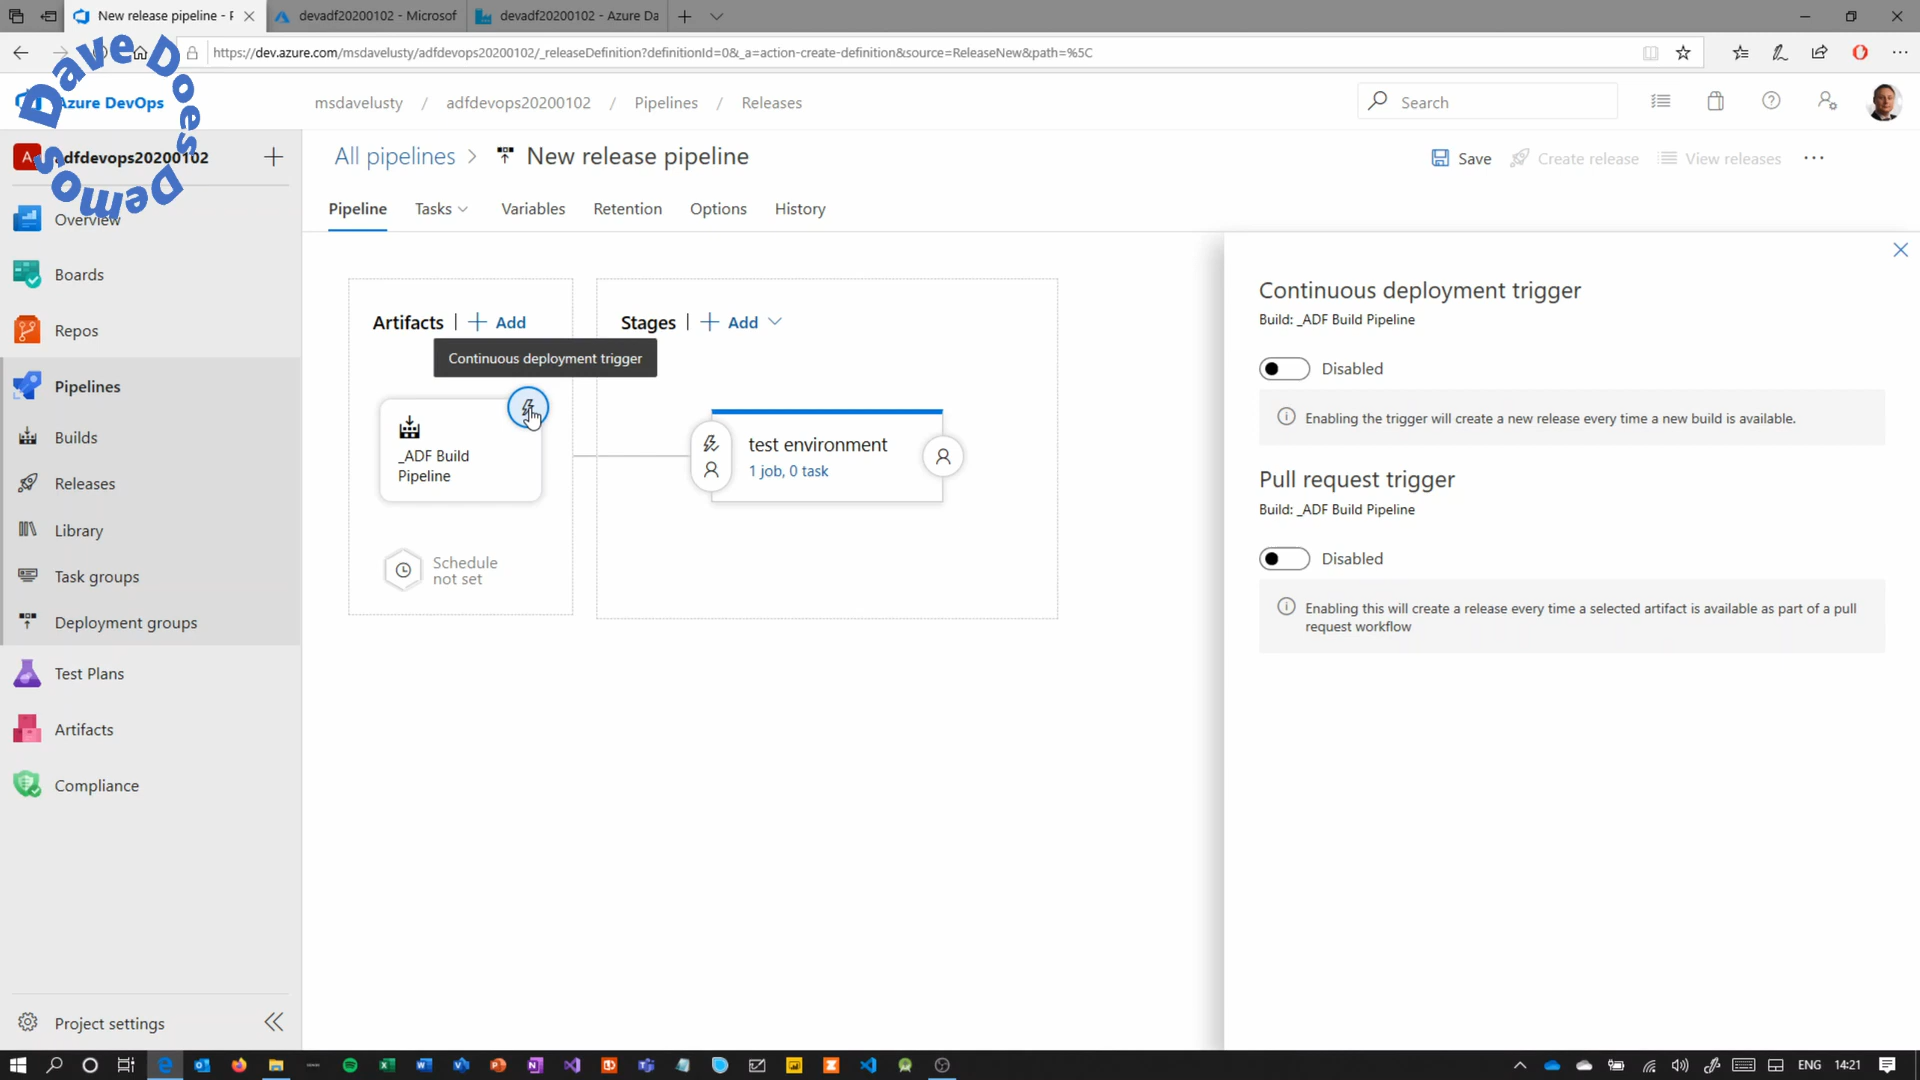 New release pipeline - F
devadf20200102 - Microsof
devadf20200102 - Azure Da
https://dev.azure.com/msdavelusty/adfdevops20200102/_releaseDefinition?definitionId=0&_a=action-create-definition&source=ReleaseNew&path=%5C
Dave Does Demos
Azure DevOps
msdavelusty / adfdevops20200102 / Pipelines / Releases
Search
adfdevops20200102
All pipelines > New release pipeline
Save
Create release
View releases
Pipeline
Tasks
Variables
Retention
Options
History
Overview
Boards
Repos
Pipelines
Builds
Releases
Library
Task groups
Deployment groups
Test Plans
Artifacts
Compliance
Project settings
Artifacts | + Add
Stages | + Add
Continuous deployment trigger
_ADF Build
Pipeline
Schedule
not set
test environment
1 job, 0 task
Continuous deployment trigger
Build: _ADF Build Pipeline
Disabled
Enabling the trigger will create a new release every time a new build is available.
Pull request trigger
Build: _ADF Build Pipeline
Disabled
Enabling this will create a release every time a selected artifact is available as part of a pull
request workflow
ENG
14:21